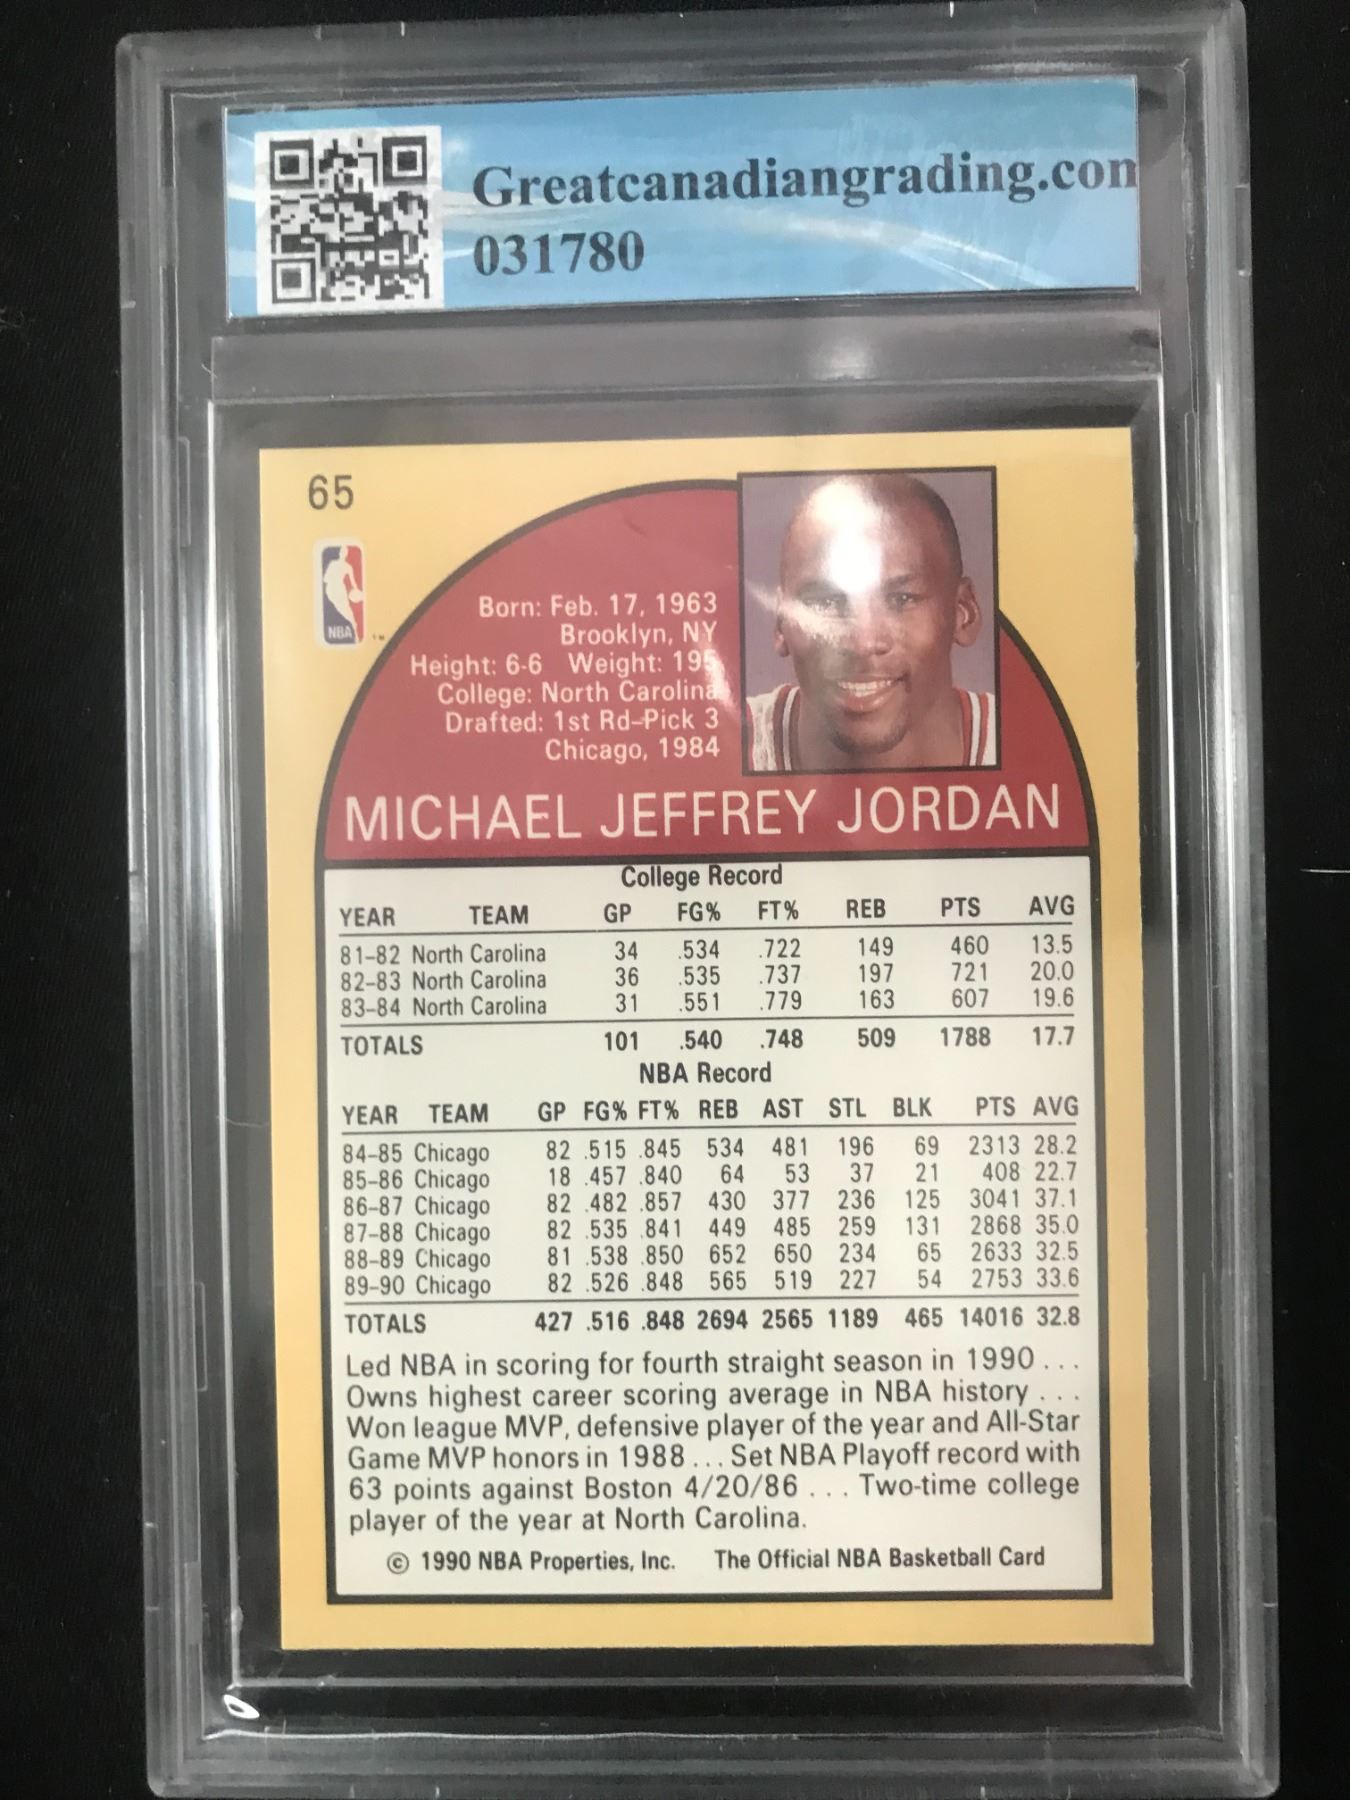 Greatcanadiangrading.com
031780
65
NBA
Born: Feb. 17, 1963
Brooklyn, NY
Height: 6-6 Weight: 195
College: North Carolina
Drafted: 1st Rd-Pick 3
Chicago, 1984
MICHAEL JEFFREY JORDAN
College Record
YEAR TEAM GP FG% FT% REB PTS AVG
81-82 North Carolina 34 .534 .722 149 460 13.5
82-83 North Carolina 36 .535 .737 197 721 20.0
83-84 North Carolina 31 .551 .779 163 607 19.6
TOTALS 101 .540 .748 509 1788 17.7
NBA Record
YEAR TEAM GP FG% FT% REB AST STL BLK PTS AVG
84-85 Chicago 82 .515 .845 534 481 196 69 2313 28.2
85-86 Chicago 18 .457 .840 64 53 37 21 408 22.7
86-87 Chicago 82 .482 .857 430 377 236 125 3041 37.1
87-88 Chicago 82 .535 .841 449 485 259 131 2868 35.0
88-89 Chicago 81 .538 .850 652 650 234 65 2633 32.5
89-90 Chicago 82 .526 .848 565 519 227 54 2753 33.6
TOTALS 427 .516 .848 2694 2565 1189 465 14016 32.8
Led NBA in scoring for fourth straight season in 1990 . . .
Owns highest career scoring average in NBA history . . .
Won league MVP, defensive player of the year and All-Star
Game MVP honors in 1988 . . . Set NBA Playoff record with
63 points against Boston 4/20/86 . . . Two-time college
player of the year at North Carolina.
© 1990 NBA Properties, Inc. The Official NBA Basketball Card